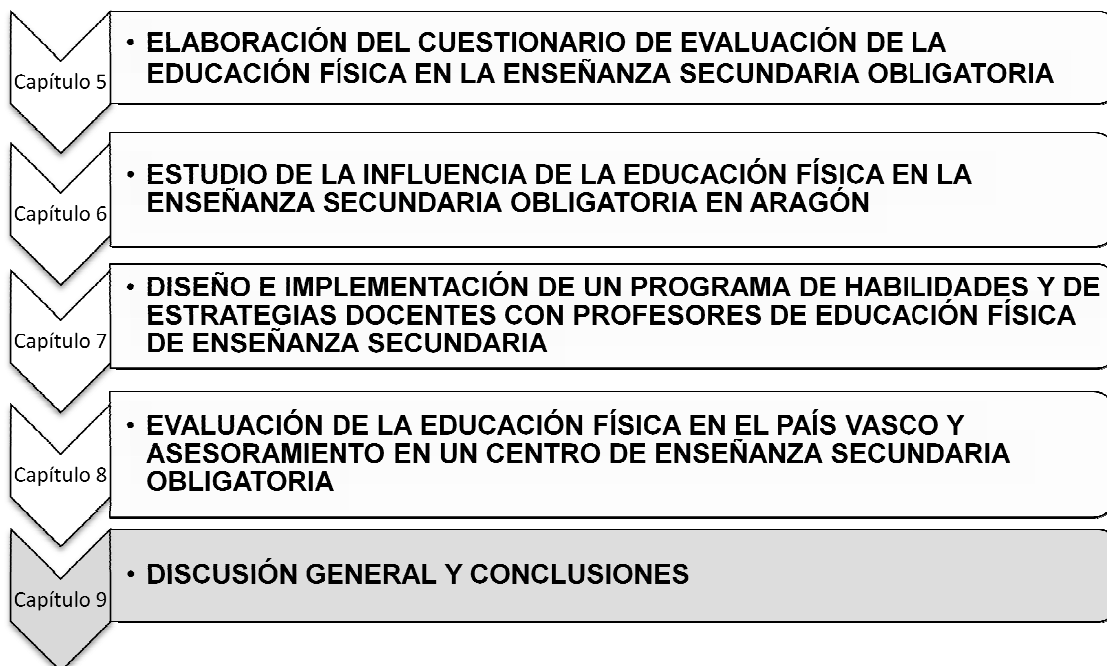 Capítulo 5
• ELABORACIÓN DEL CUESTIONARIO DE EVALUACIÓN DE LA
EDUCACIÓN FÍSICA EN LA ENSEÑANZA SECUNDARIA OBLIGATORIA
Capítulo 6
• ESTUDIO DE LA INFLUENCIA DE LA EDUCACIÓN FÍSICA EN LA
ENSEÑANZA SECUNDARIA OBLIGATORIA EN ARAGÓN
Capítulo 7
• DISEÑO E IMPLEMENTACIÓN DE UN PROGRAMA DE HABILIDADES Y DE
ESTRATEGIAS DOCENTES CON PROFESORES DE EDUCACIÓN FÍSICA
DE ENSEÑANZA SECUNDARIA
Capítulo 8
• EVALUACIÓN DE LA EDUCACIÓN FÍSICA EN EL PAÍS VASCO Y
ASESORAMIENTO EN UN CENTRO DE ENSEÑANZA SECUNDARIA
OBLIGATORIA
Capítulo 9
• DISCUSIÓN GENERAL Y CONCLUSIONES